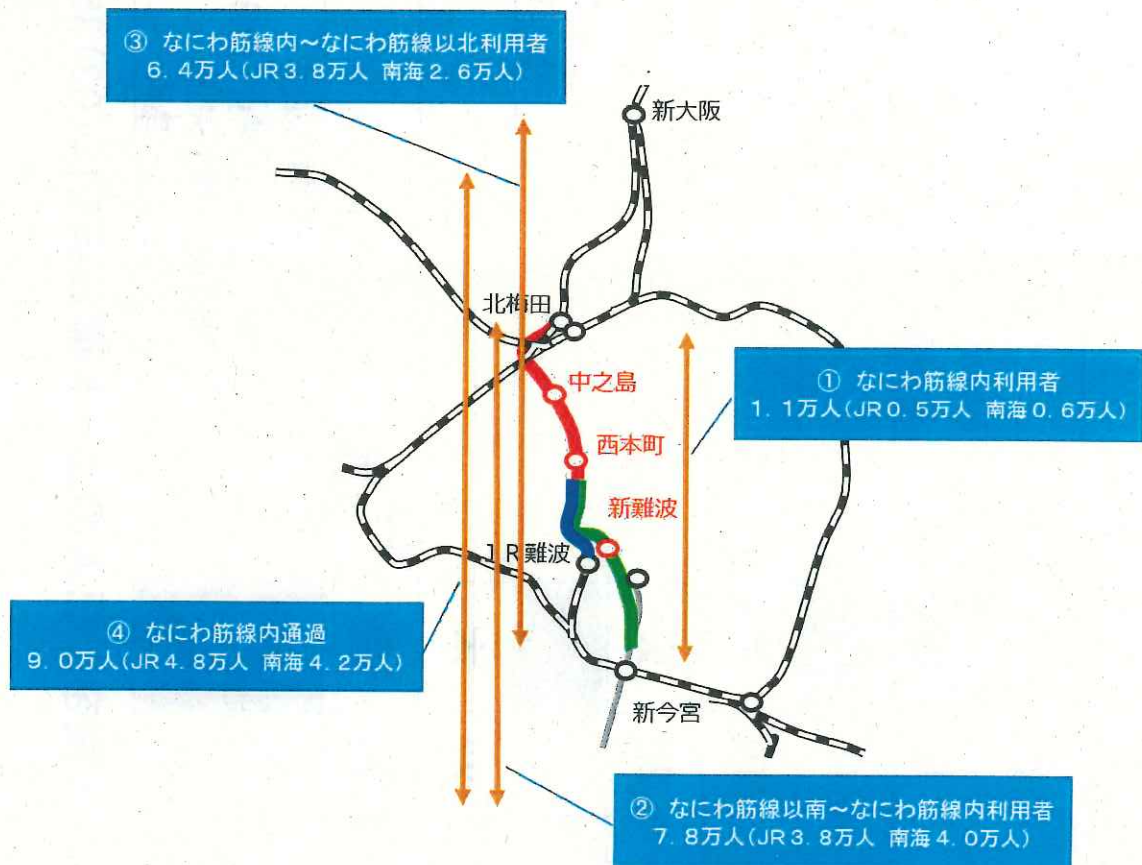 ③ なにわ筋線内～なにわ筋線以北利用者
6.4万人(JR3.8万人 南海2.6万人)
新大阪
北梅田
中之島
① なにわ筋線内利用者
1.1万人(JR0.5万人 南海0.6万人)
西本町
新難波
JR難波
④ なにわ筋線内通過
9.0万人(JR4.8万人 南海4.2万人)
新今宮
② なにわ筋線以南～なにわ筋線内利用者
7.8万人(JR3.8万人 南海4.0万人)